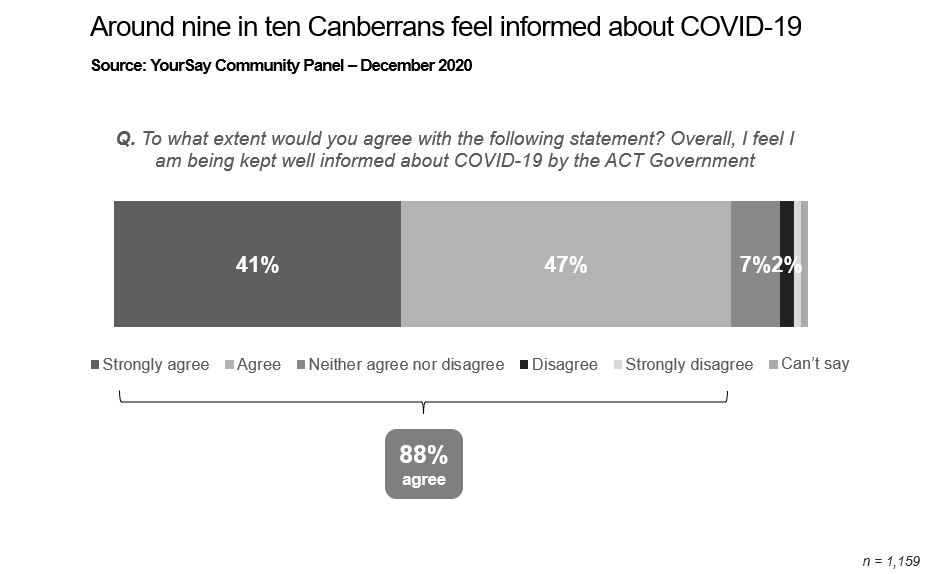 Around nine in ten Canberrans feel informed about COVID-19
Source: YourSay Community Panel – December 2020
Q. To what extent would you agree with the following statement? Overall, I feel I
am being kept well informed about COVID-19 by the ACT Government
41% 47% 7% 2%
Strongly agree Agree Neither agree nor disagree Disagree Strongly disagree Can't say
88%
agree
n = 1,159